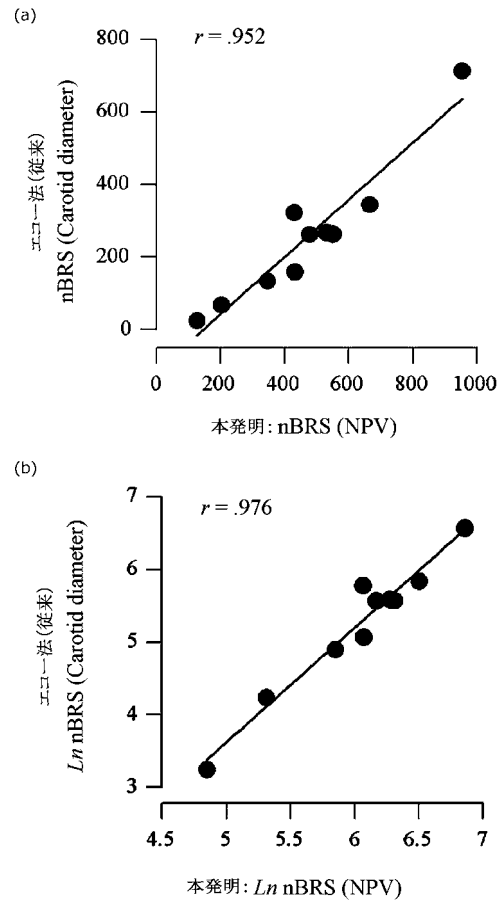 (a)
r = .952
エコー法(従来)
nBRS (Carotid diameter)
800
600
400
200
0
0 200 400 600 800 1000
本発明: nBRS (NPV)
(b)
r = .976
エコー法(従来)
Ln nBRS (Carotid diameter)
7
6
5
4
3
4.5 5 5.5 6 6.5 7
本発明: Ln nBRS (NPV)